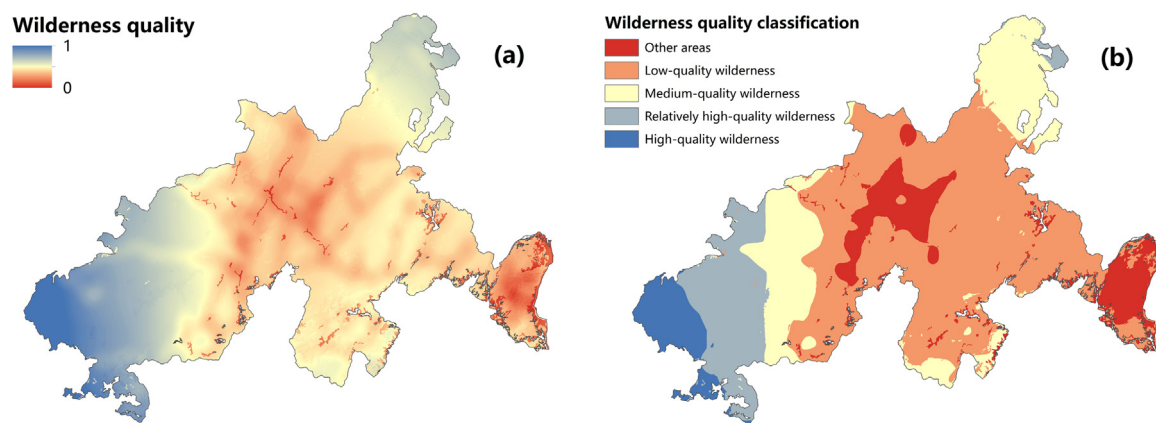 Wilderness quality
1
0
(a)
Wilderness quality classification
Other areas
Low-quality wilderness
Medium-quality wilderness
Relatively high-quality wilderness
High-quality wilderness
(b)